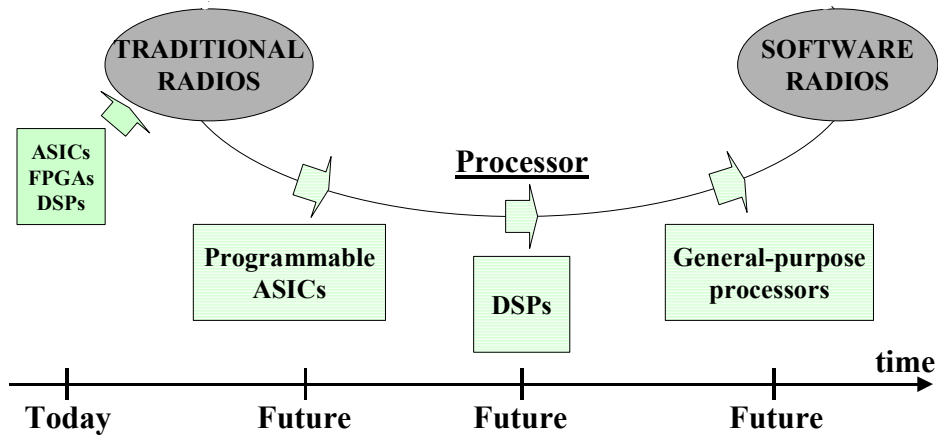 TRADITIONAL
RADIOS
SOFTWARE
RADIOS
ASICs
FPGAs
DSPs
Processor
Programmable
ASICs
DSPs
General-purpose
processors
time
Today
Future
Future
Future